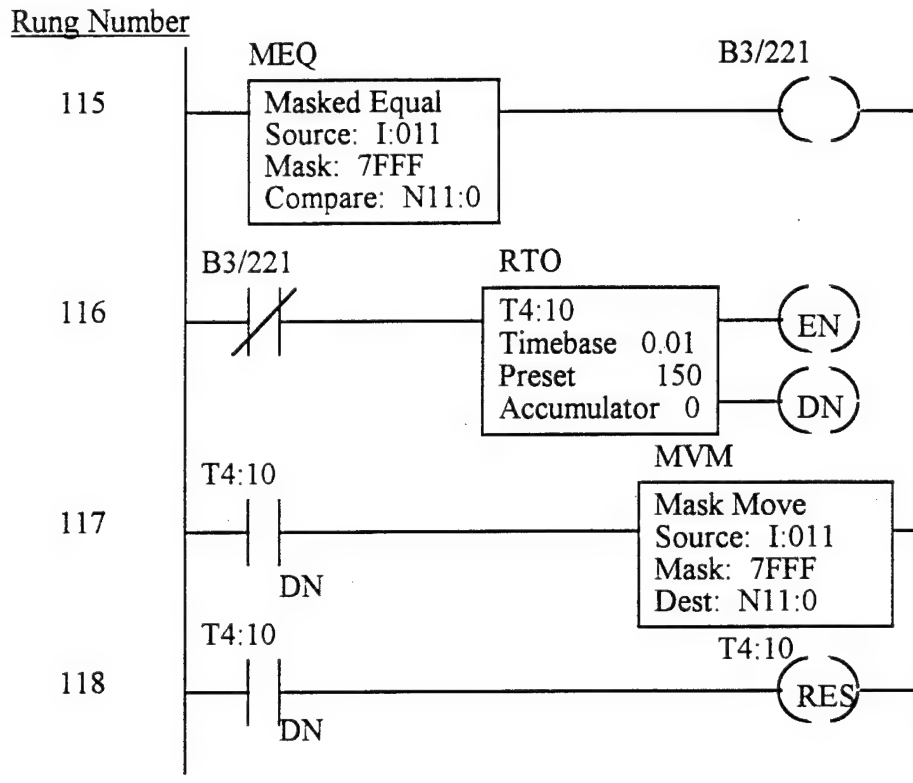 Rung Number
MEQ
B3/221
115
Masked Equal
Source: I:011
Mask: 7FFF
Compare: N11:0
B3/221
RTO
116
T4:10
Timebase 0.01
Preset 150
Accumulator 0
EN
DN
T4:10
MVM
117
Mask Move
Source: I:011
Mask: 7FFF
Dest: N11:0
DN
T4:10
T4:10
118
RES
DN